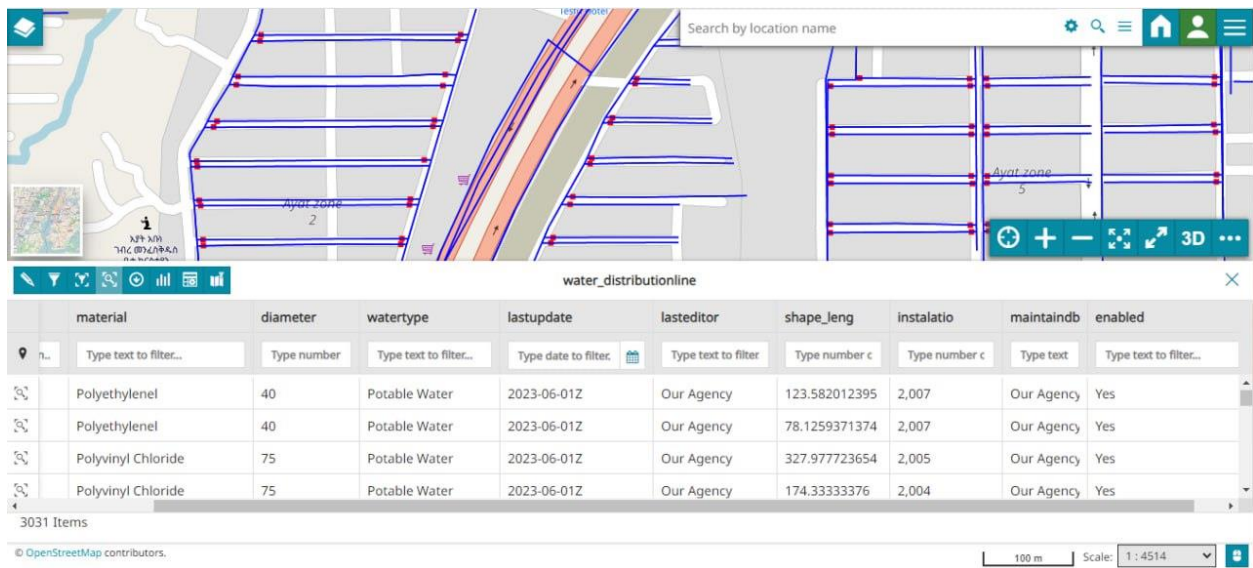 Search by location name
Ayat zone
2
Ayat zone
5
3D
water_distributionline
material diameter watertype lastupdate lasteditor shape_leng instalatio maintaindb enabled
n... Type text to filter... Type number Type text to filter... Type date to filter. Type text to filter Type number c Type number c Type text Type text to filter...
Polyethylenel 40 Potable Water 2023-06-01Z Our Agency 123.582012395 2,007 Our Agency Yes
Polyethylenel 40 Potable Water 2023-06-01Z Our Agency 78.1259371374 2,007 Our Agency Yes
Polyvinyl Chloride 75 Potable Water 2023-06-01Z Our Agency 327.977723654 2,005 Our Agency Yes
Polyvinyl Chloride 75 Potable Water 2023-06-01Z Our Agency 174.33333376 2,004 Our Agency Yes
3031 Items
© OpenStreetMap contributors.
100 m Scale: 1 : 4514